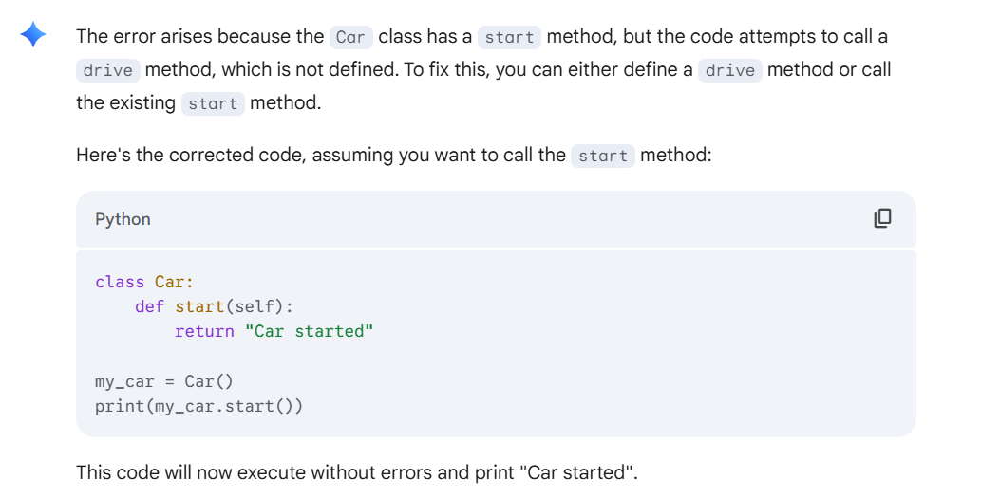 The error arises because the Car class has a start method, but the code attempts to call a
drive method, which is not defined. To fix this, you can either define a drive method or call
the existing start method.
Here's the corrected code, assuming you want to call the start method:
Python
class Car:
    def start(self):
        return "Car started"
my_car = Car()
print(my_car.start())
This code will now execute without errors and print "Car started".